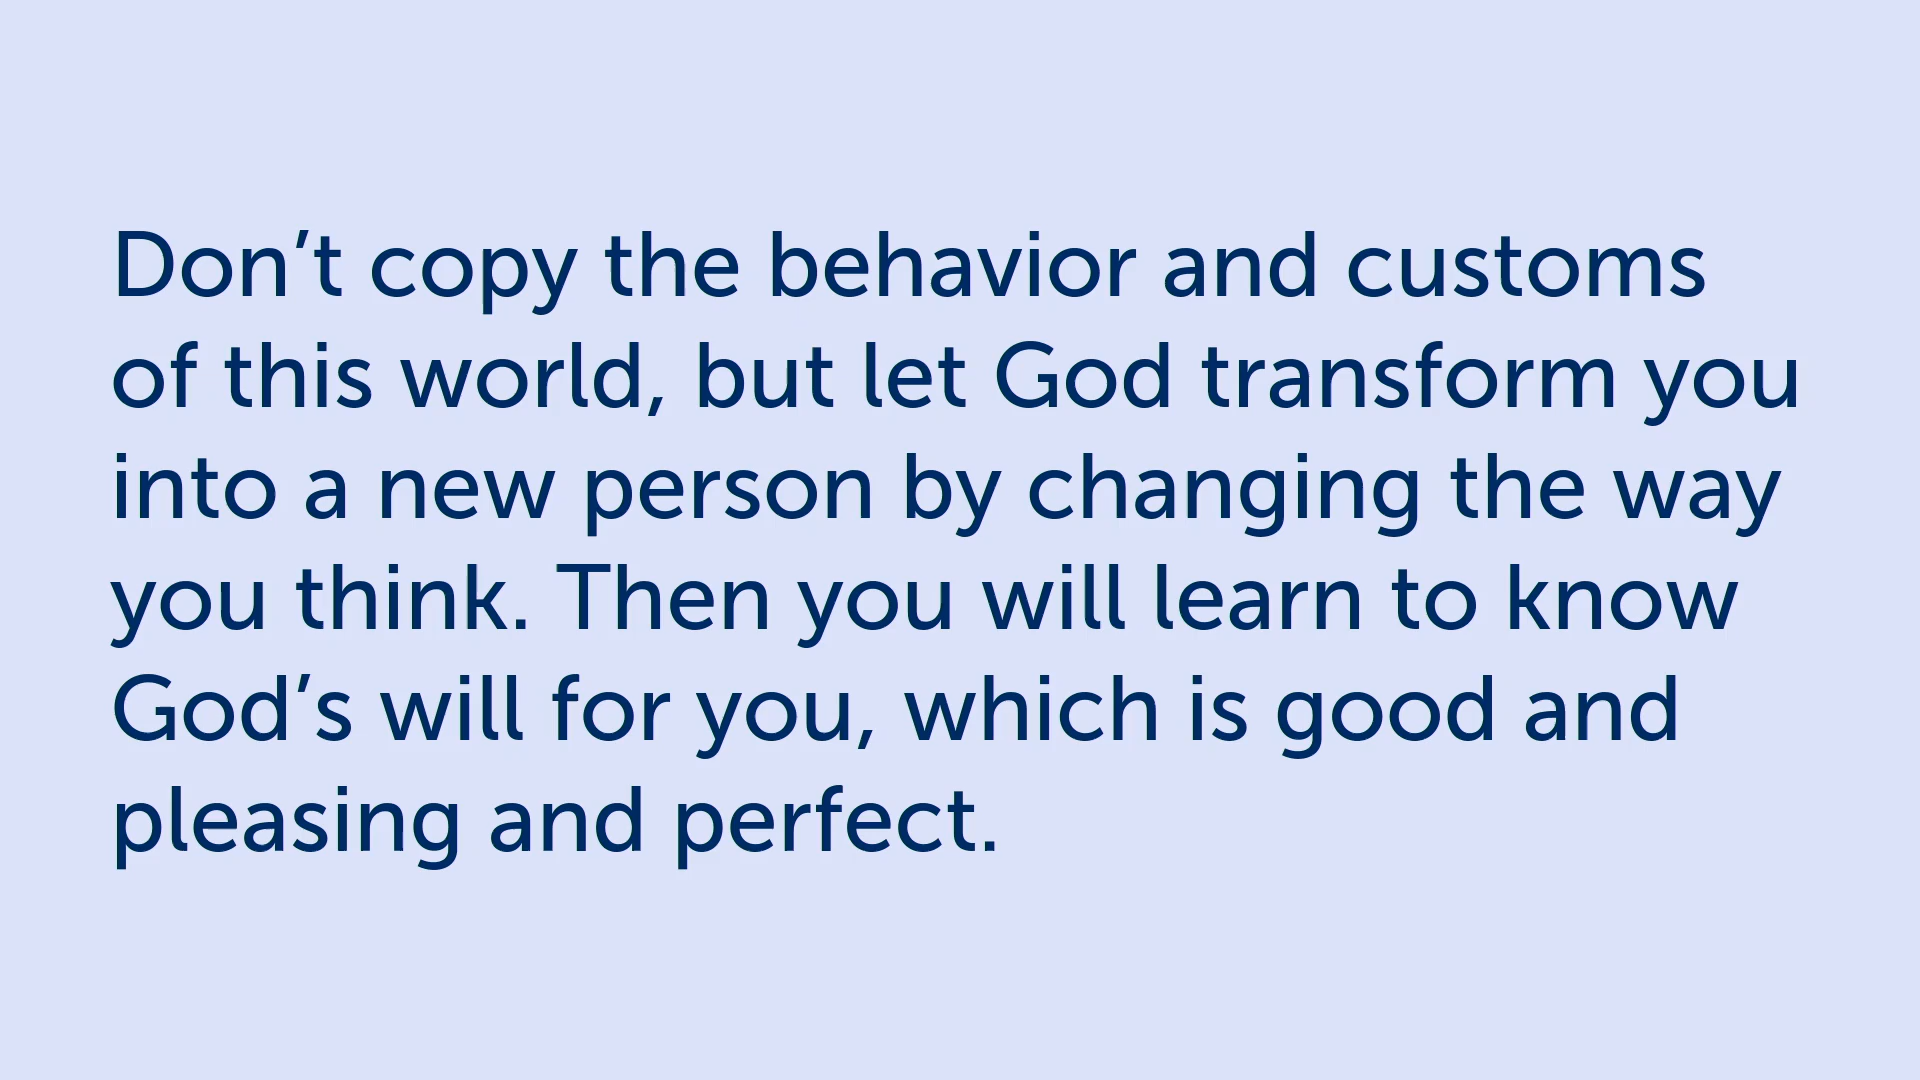 Don’t copy the behavior and customs
of this world, but let God transform you
into a new person by changing the way
you think. Then you will learn to know
God’s will for you, which is good and
pleasing and perfect.